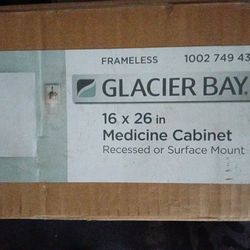 FRAMELESS 1002 749 43
GLACIER BAY.
16 x 26 in
Medicine Cabinet
Recessed or Surface Mount